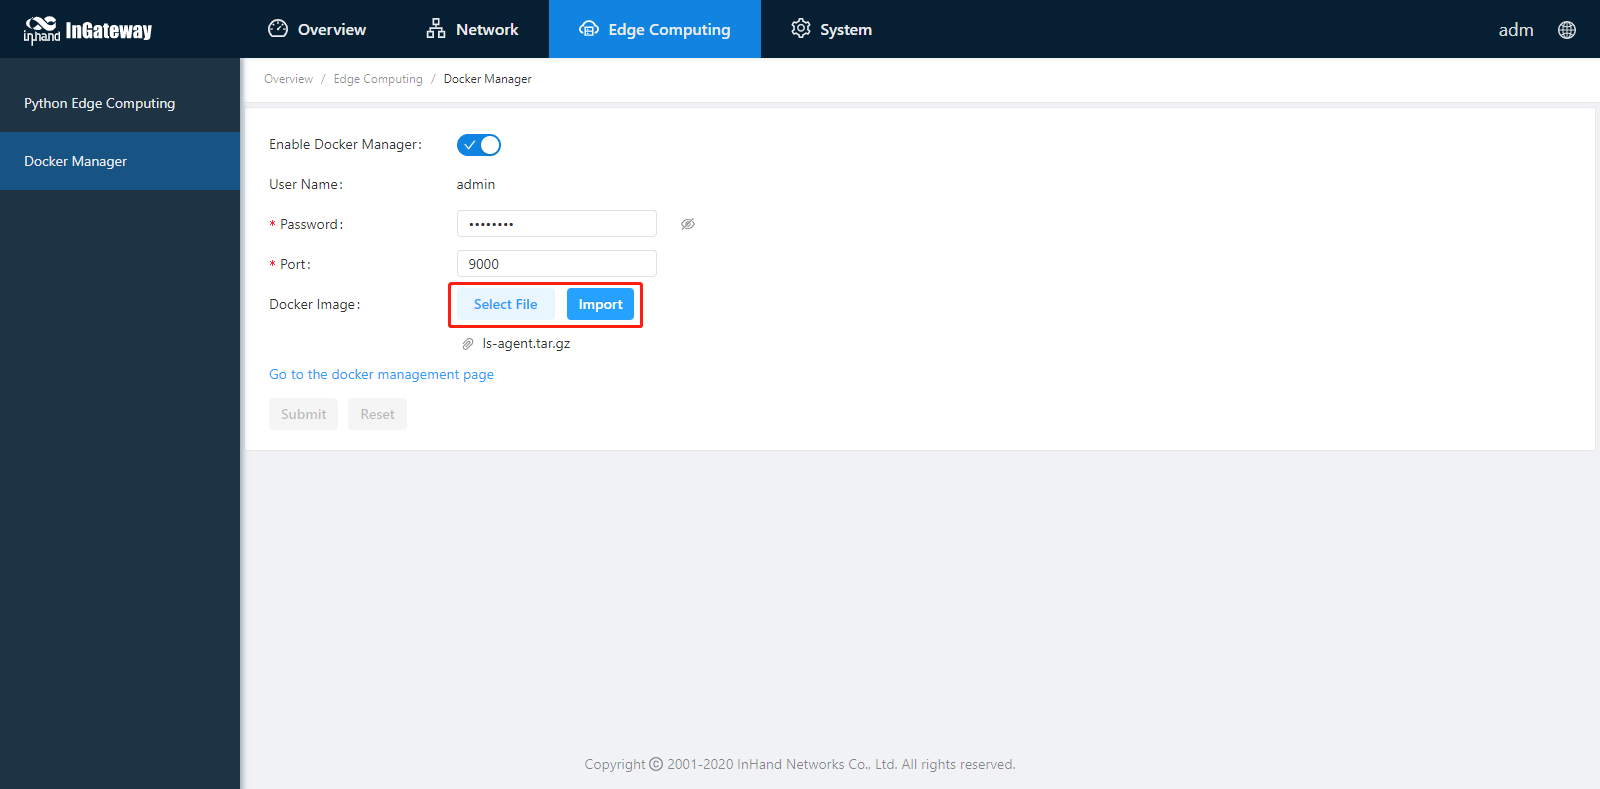 inhand InGateway Overview Network Edge Computing System adm
Overview / Edge Computing / Docker Manager
Python Edge Computing
Docker Manager
Enable Docker Manager:
User Name: admin
* Password: ••••••••
* Port: 9000
Docker Image: Select File Import
ls-agent.tar.gz
Go to the docker management page
Submit Reset
Copyright © 2001-2020 InHand Networks Co., Ltd. All rights reserved.